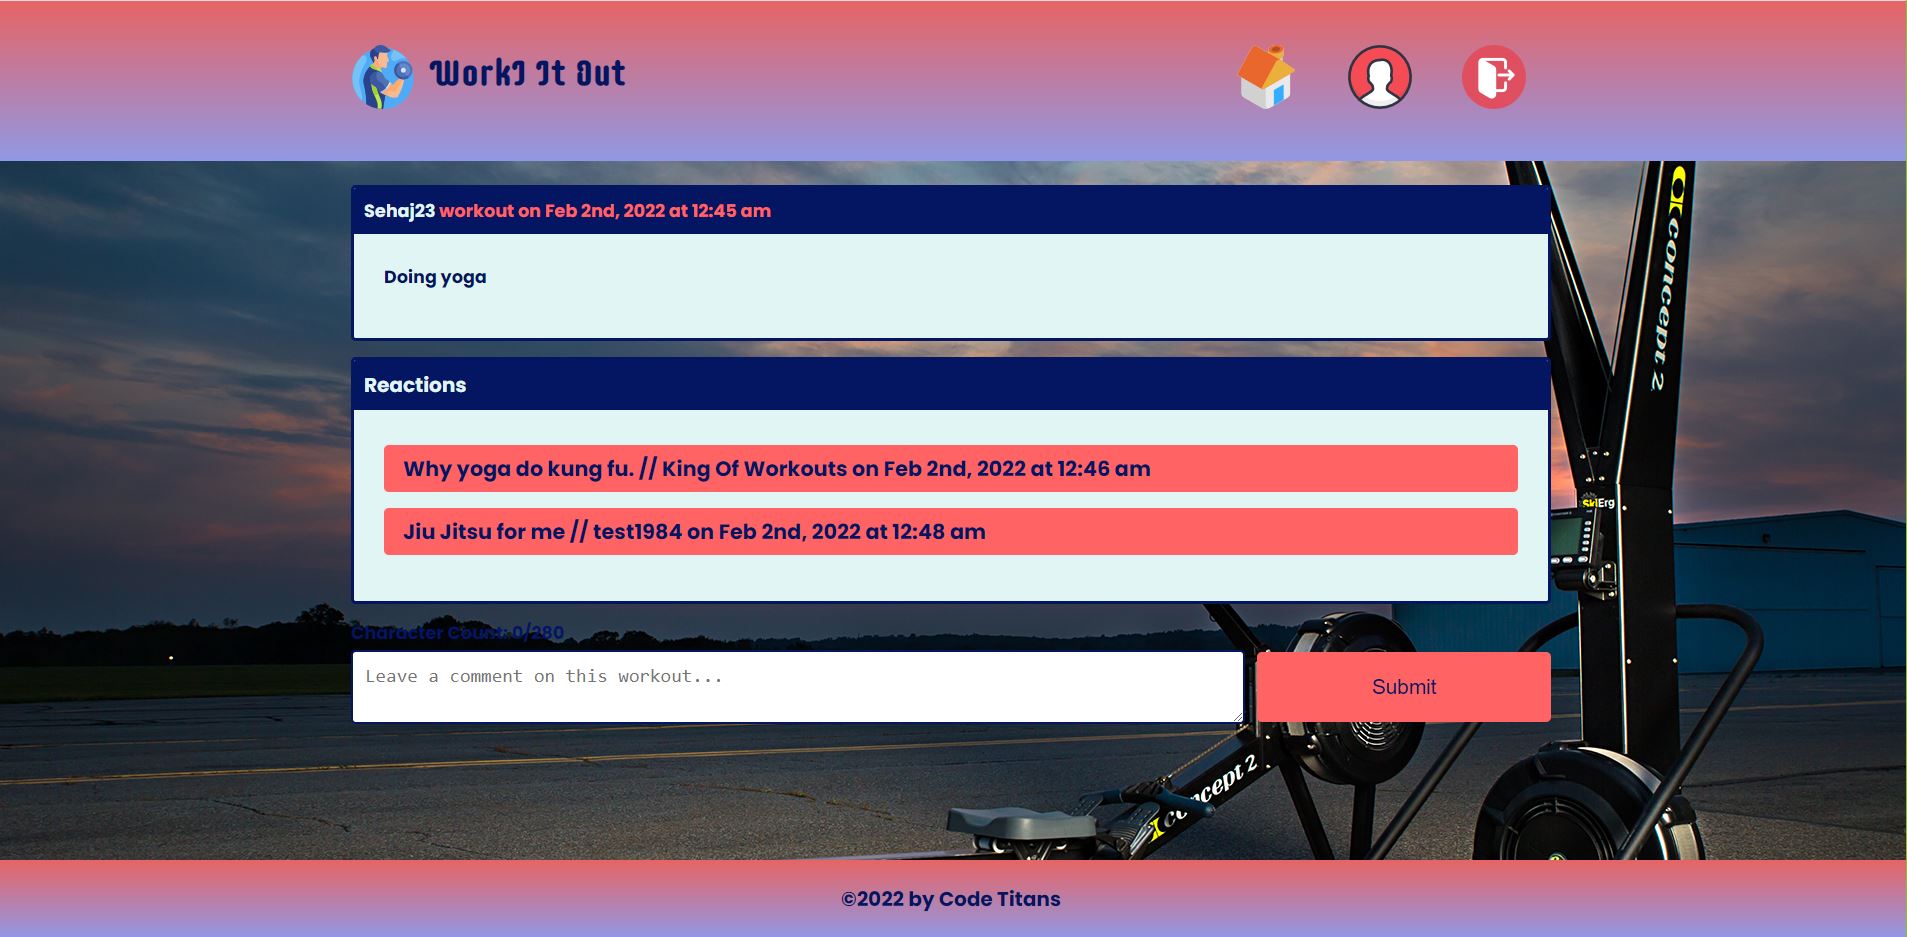 WorkI It Out
Sehaj23 workout on Feb 2nd, 2022 at 12:45 am
Doing yoga
Reactions
Why yoga do kung fu. // King Of Workouts on Feb 2nd, 2022 at 12:46 am
Jiu Jitsu for me // test1984 on Feb 2nd, 2022 at 12:48 am
Character Count: 0/280
Leave a comment on this workout...
Submit
concept 2
SkiErg
concept 2
©2022 by Code Titans